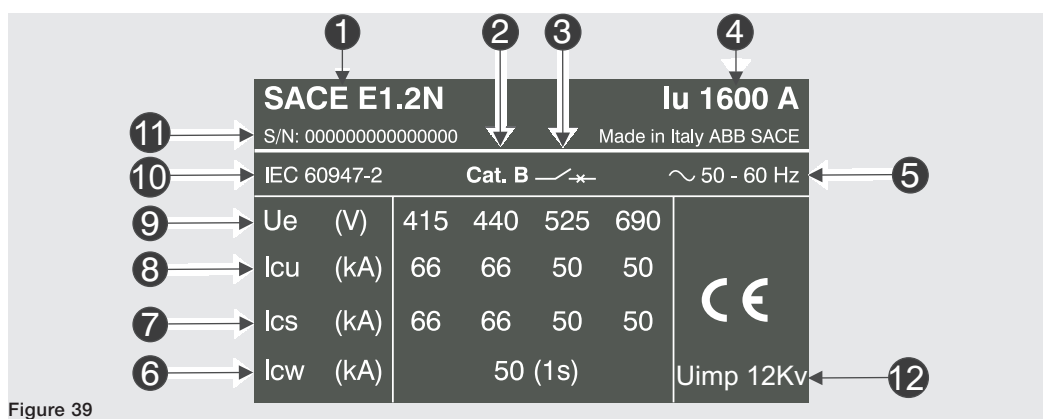 1 2 3 4
SACE E1.2N Iu 1600 A
11 S/N: 000000000000000 Made in Italy ABB SACE
10 IEC 60947-2 Cat. B 50 - 60 Hz 5
9 Ue (V) 415 440 525 690
8 Icu (kA) 66 66 50 50
CE
7 Ics (kA) 66 66 50 50
6 Icw (kA) 50 (1s) Uimp 12Kv 12
Figure 39